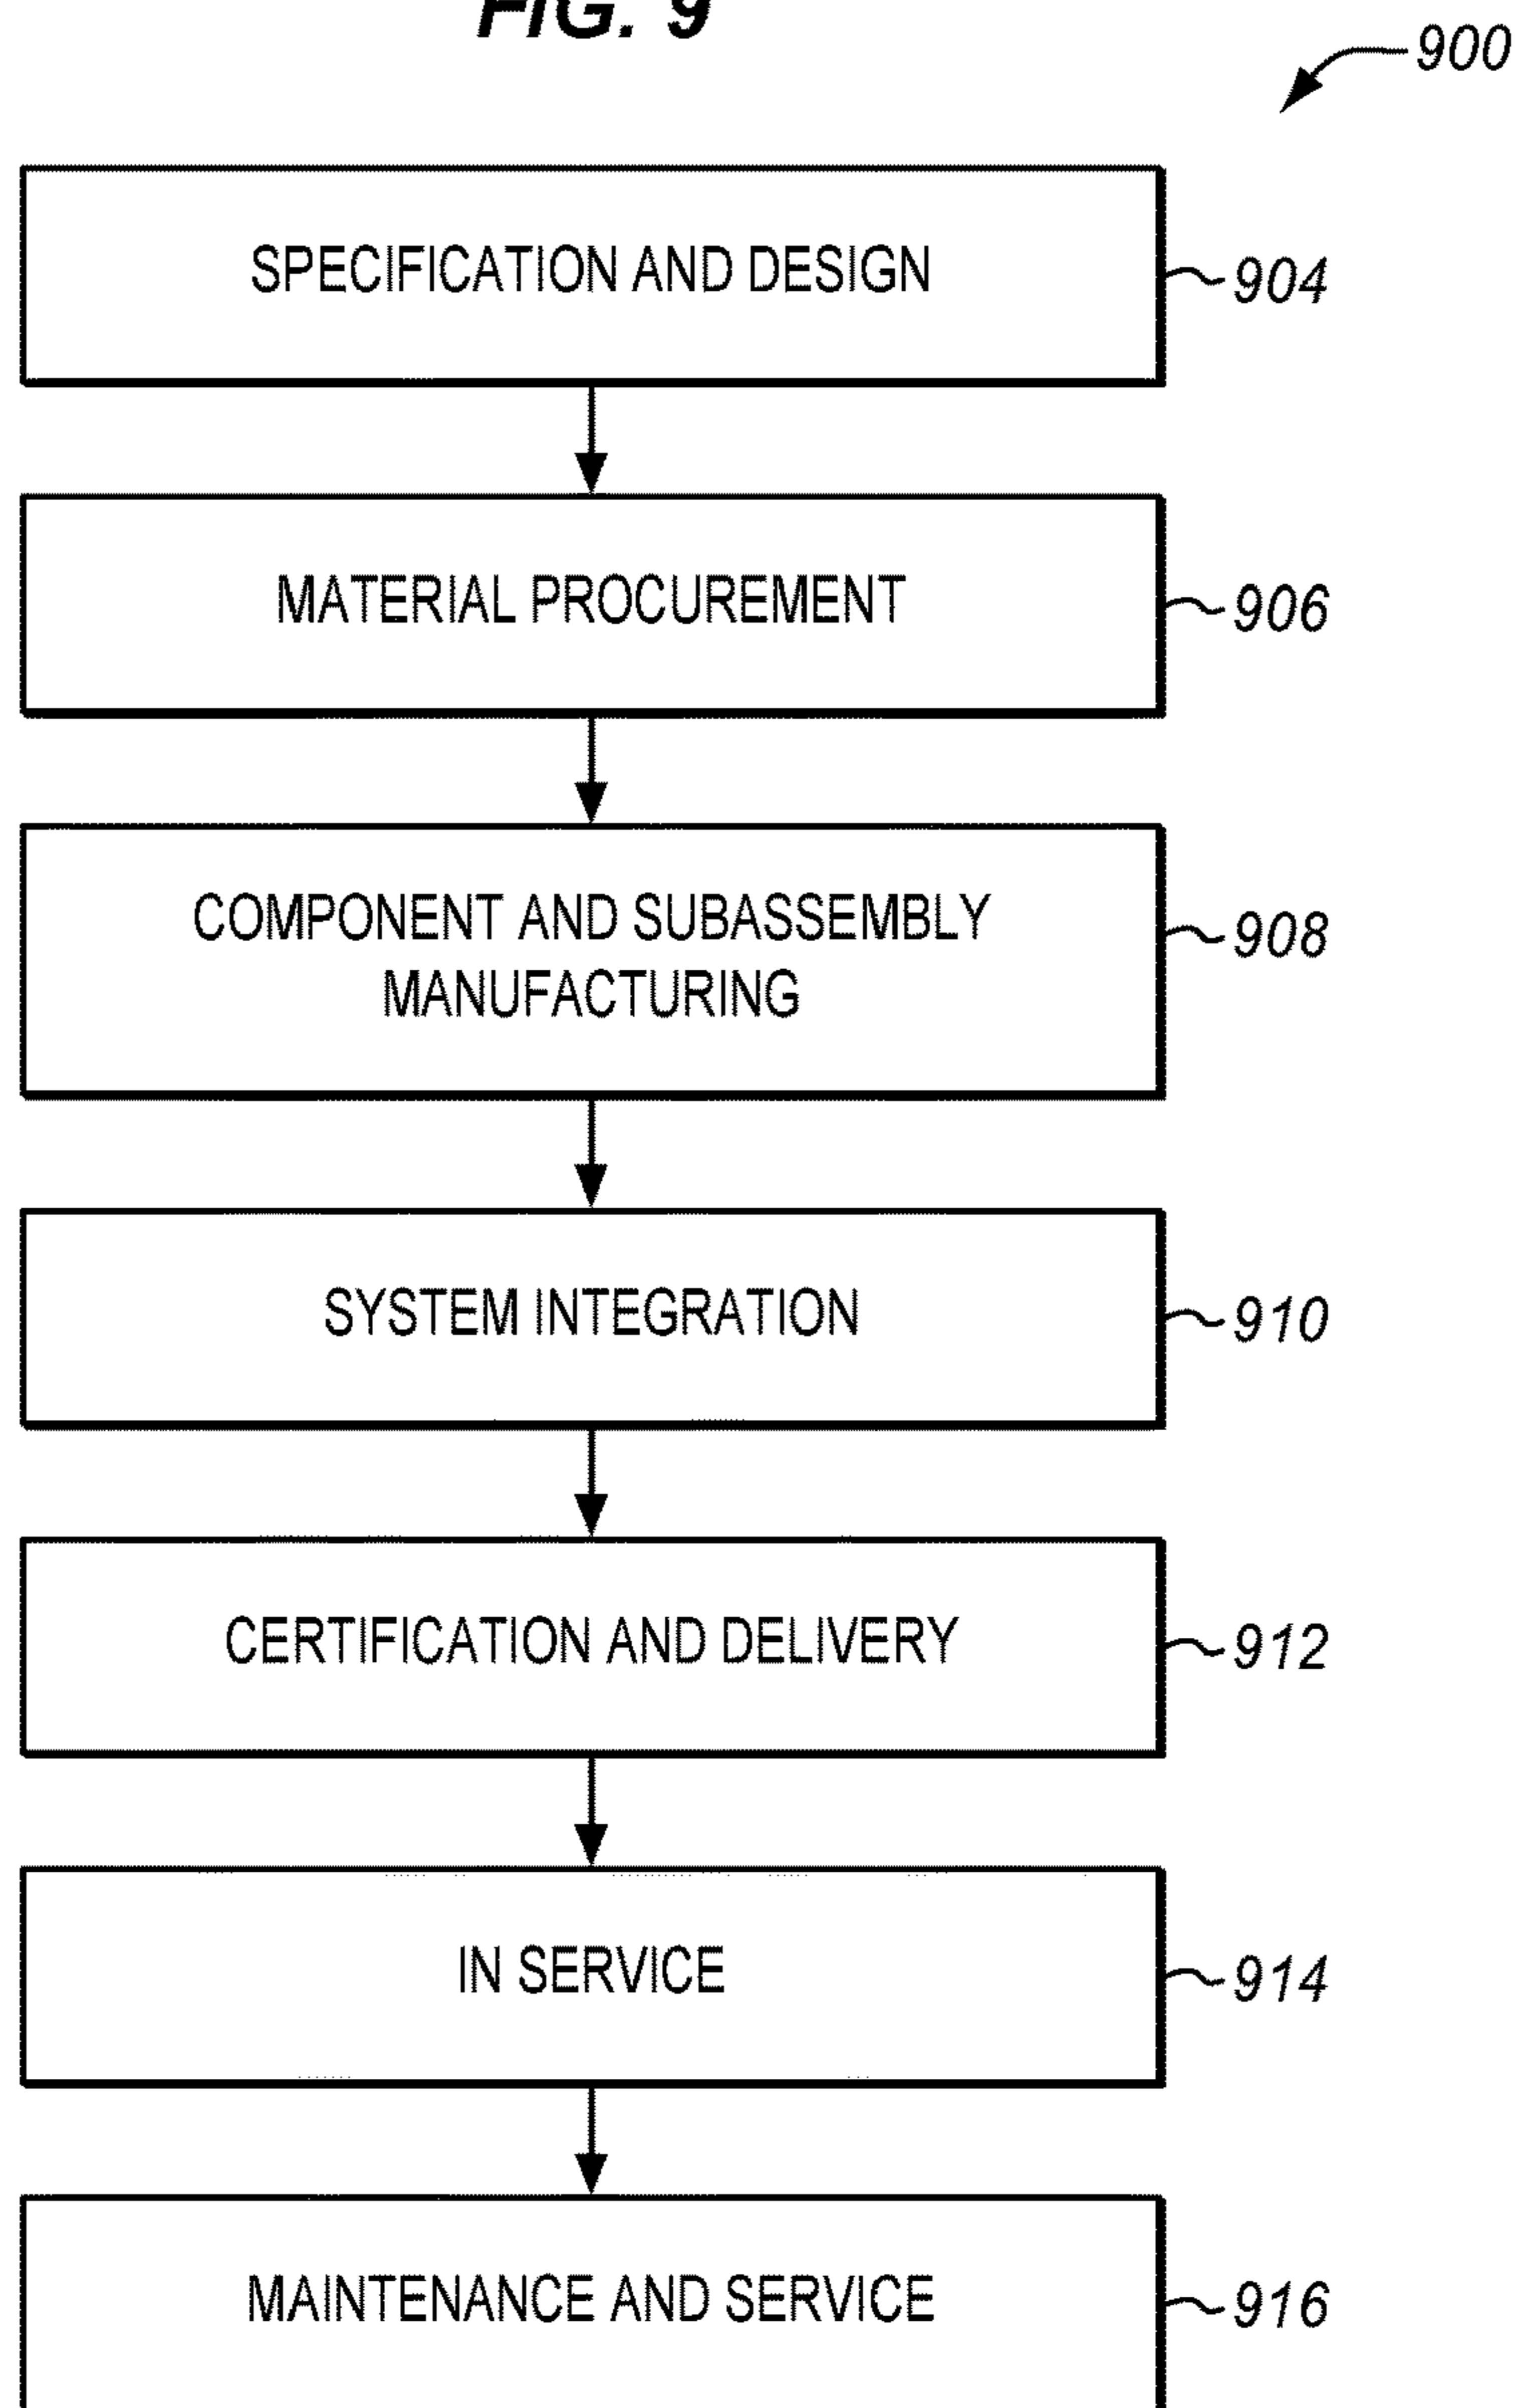 FIG. 9
900
SPECIFICATION AND DESIGN
904
MATERIAL PROCUREMENT
906
COMPONENT AND SUBASSEMBLY
MANUFACTURING
908
SYSTEM INTEGRATION
910
CERTIFICATION AND DELIVERY
912
IN SERVICE
914
MAINTENANCE AND SERVICE
916